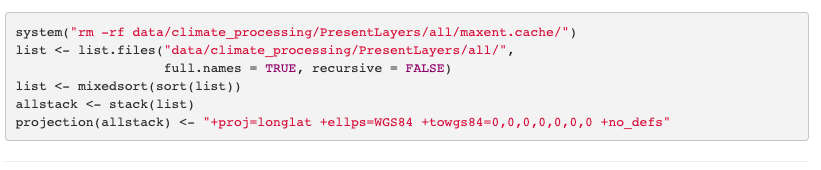 system("rm -rf data/climate_processing/PresentLayers/all/maxent.cache/")
list <- list.files("data/climate_processing/PresentLayers/all/",
                   full.names = TRUE, recursive = FALSE)
list <- mixedsort(sort(list))
allstack <- stack(list)
projection(allstack) <- "+proj=longlat +ellps=WGS84 +towgs84=0,0,0,0,0,0,0 +no_defs"